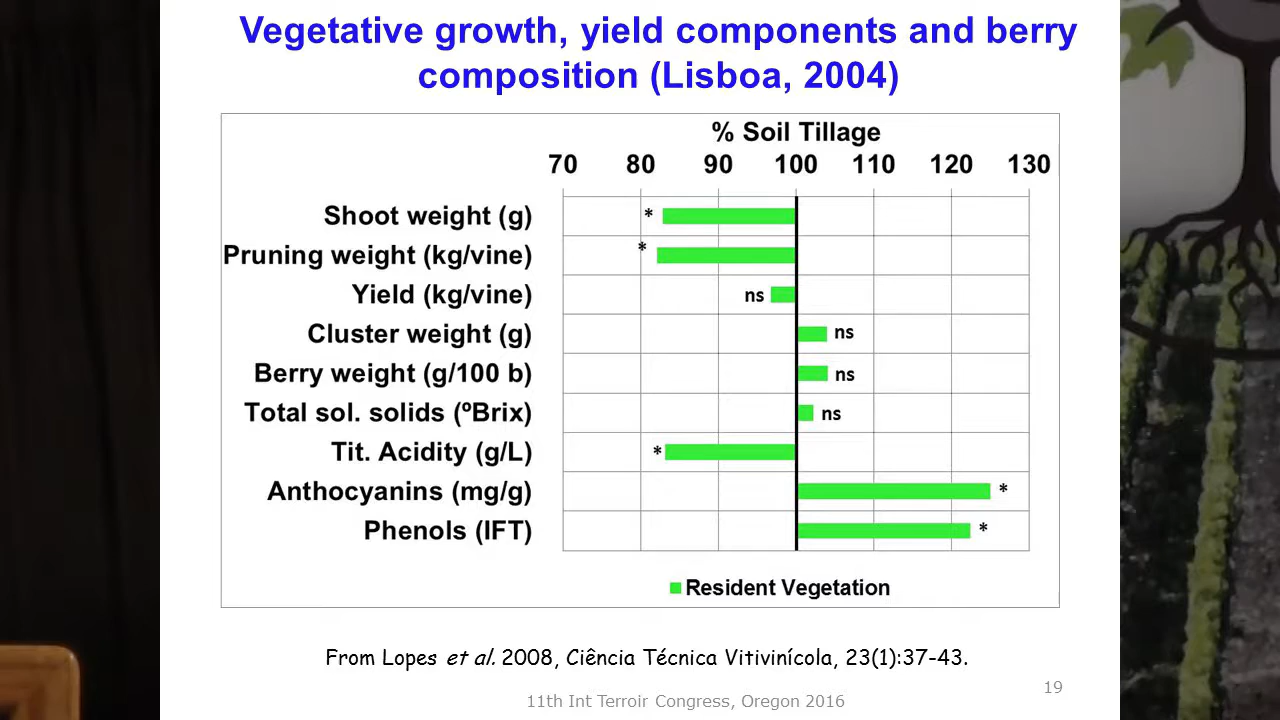 Vegetative growth, yield components and berry
composition (Lisboa, 2004)
% Soil Tillage
70 80 90 100 110 120 130
Shoot weight (g) *
Pruning weight (kg/vine) *
Yield (kg/vine) ns
Cluster weight (g) ns
Berry weight (g/100 b) ns
Total sol. solids (ºBrix) ns
Tit. Acidity (g/L) *
Anthocyanins (mg/g) *
Phenols (IFT) *
Resident Vegetation
From Lopes et al. 2008, Ciência Técnica Vitivinícola, 23(1):37-43.
19
11th Int Terroir Congress, Oregon 2016